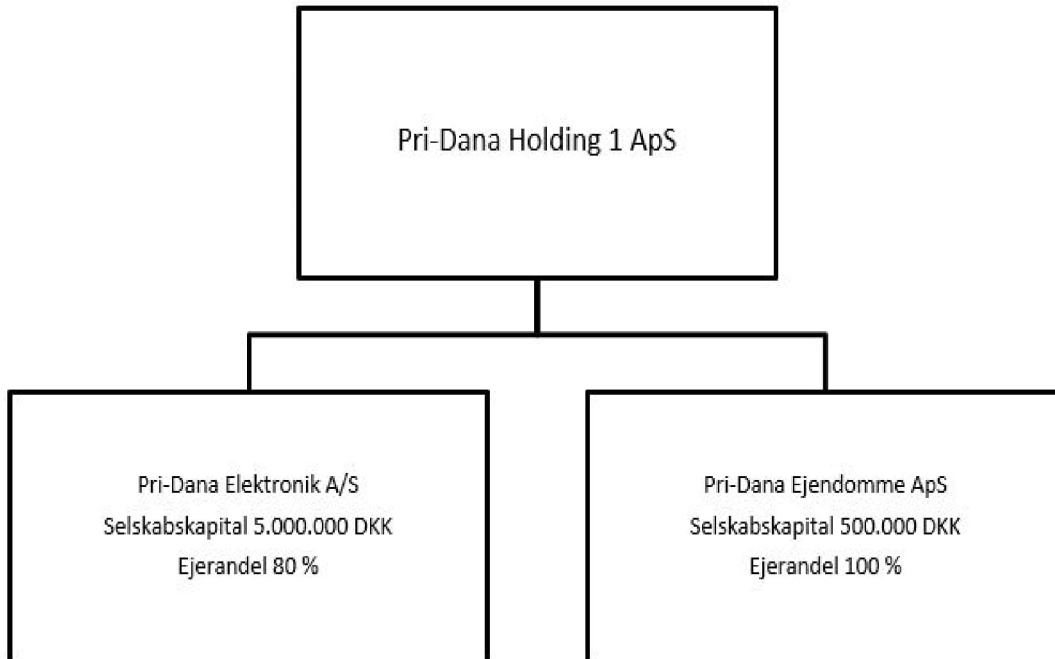 Pri-Dana Holding 1 ApS
Pri-Dana Elektronik A/S
Selskabskapital 5.000.000 DKK
Ejerandel 80 %
Pri-Dana Ejendomme ApS
Selskabskapital 500.000 DKK
Ejerandel 100 %